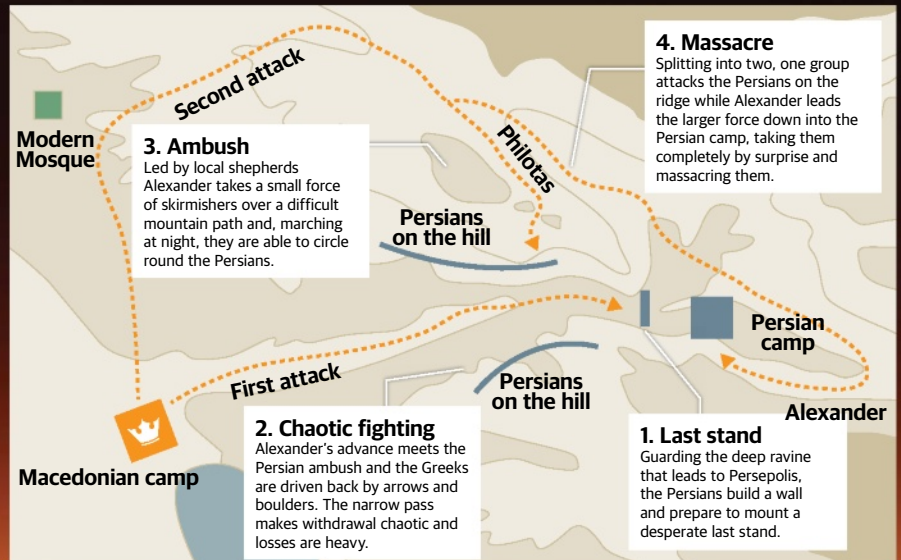 Second attack
Modern
Mosque
3. Ambush
Led by local shepherds
Alexander takes a small force
of skirmishers over a difficult
mountain path and, marching
at night, they are able to circle
round the Persians.
4. Massacre
Splitting into two, one group
attacks the Persians on the
ridge while Alexander leads
the larger force down into the
Persian camp, taking them
completely by surprise and
massacring them.
Philotas
Persians
on the hill
Persian
camp
First attack
Persians
on the hill
Alexander
Macedonian camp
2. Chaotic fighting
Alexander's advance meets the
Persian ambush and the Greeks
are driven back by arrows and
boulders. The narrow pass
makes withdrawal chaotic and
losses are heavy.
1. Last stand
Guarding the deep ravine
that leads to Persepolis,
the Persians build a wall
and prepare to mount a
desperate last stand.